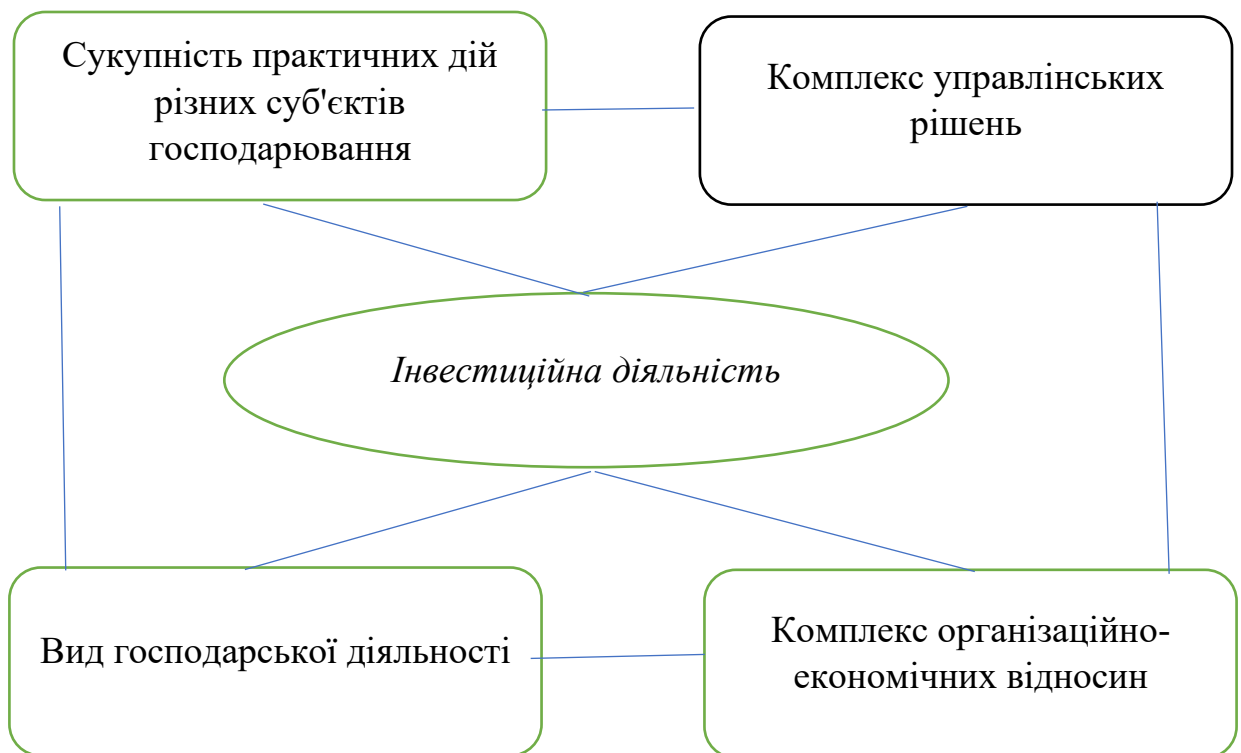 Сукупність практичних дій
різних суб'єктів
господарювання
Комплекс управлінських
рішень
Інвестиційна діяльність
Вид господарської діяльності
Комплекс організаційно-
економічних відносин